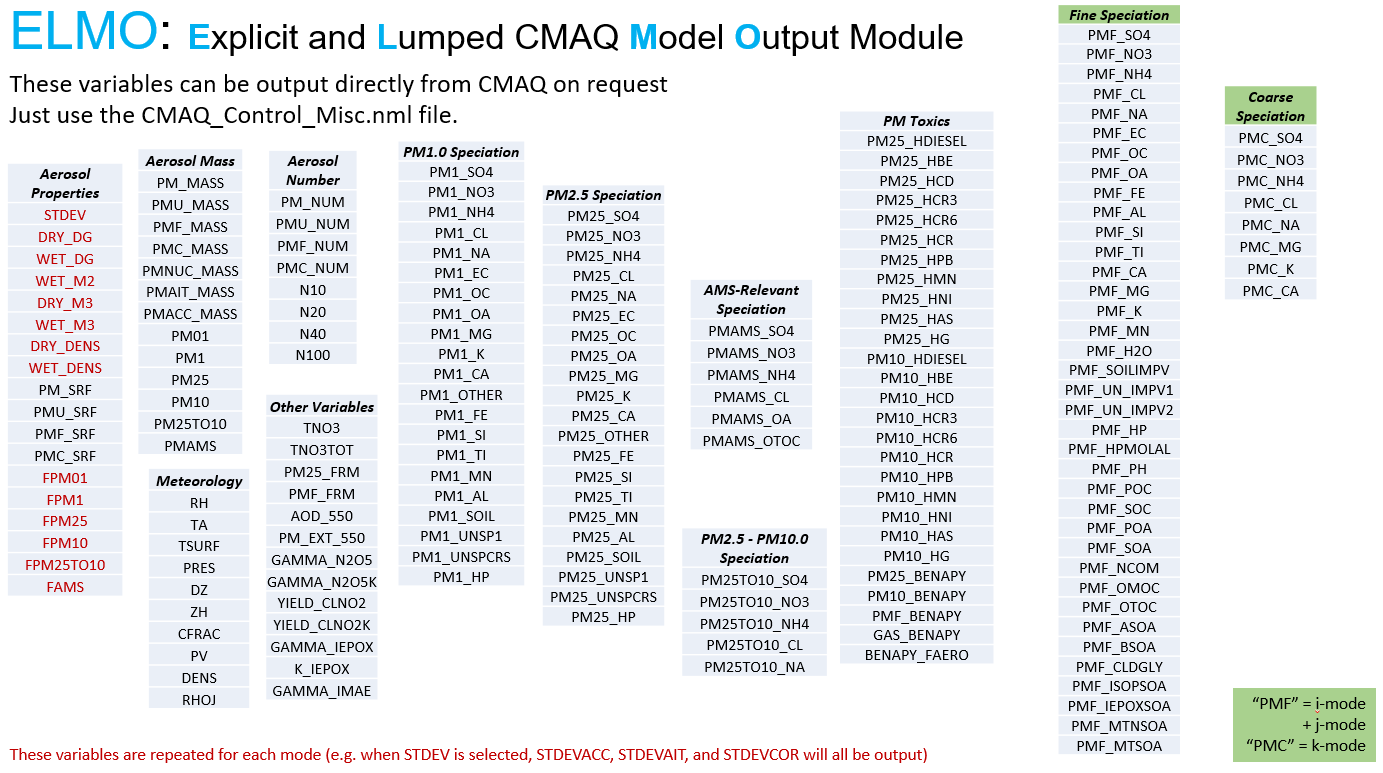 ELMO: Explicit and Lumped CMAQ Model Output Module
These variables can be output directly from CMAQ on request
Just use the CMAQ_Control_Misc.nml file.
Aerosol
Properties
STDEV
DRY_DG
WET_DG
WET_M2
DRY_M3
WET_M3
DRY_DENS
WET_DENS
PM_SRF
PMU_SRF
PMF_SRF
PMC_SRF
FPM01
FPM1
FPM25
FPM10
FPM25TO10
FAMS
Aerosol Mass
PM_MASS
PMU_MASS
PMF_MASS
PMC_MASS
PMNUC_MASS
PMAIT_MASS
PMACC_MASS
PM01
PM1
PM25
PM10
PM25TO10
PMAMS
Meteorology
RH
TA
TSURF
PRES
DZ
ZH
CFRAC
PV
DENS
RHOJ
Aerosol
Number
PM_NUM
PMU_NUM
PMF_NUM
PMC_NUM
N10
N20
N40
N100
Other Variables
TNO3
TNO3TOT
PM25_FRM
PMF_FRM
AOD_550
PM_EXT_550
GAMMA_N2O5
GAMMA_N2O5K
YIELD_CLNO2
YIELD_CLNO2K
GAMMA_IEPOX
K_IEPOX
GAMMA_IMAE
PM1.0 Speciation
PM1_SO4
PM1_NO3
PM1_NH4
PM1_CL
PM1_NA
PM1_EC
PM1_OC
PM1_OA
PM1_MG
PM1_K
PM1_CA
PM1_OTHER
PM1_FE
PM1_SI
PM1_TI
PM1_MN
PM1_AL
PM1_SOIL
PM1_UNSP1
PM1_UNSPCRS
PM1_HP
PM2.5 Speciation
PM25_SO4
PM25_NO3
PM25_NH4
PM25_CL
PM25_NA
PM25_EC
PM25_OC
PM25_OA
PM25_MG
PM25_K
PM25_CA
PM25_OTHER
PM25_FE
PM25_SI
PM25_TI
PM25_MN
PM25_AL
PM25_SOIL
PM25_UNSP1
PM25_UNSPCRS
PM25_HP
AMS-Relevant
Speciation
PMAMS_SO4
PMAMS_NO3
PMAMS_NH4
PMAMS_CL
PMAMS_OA
PMAMS_OTOC
PM2.5 - PM10.0
Speciation
PM25TO10_SO4
PM25TO10_NO3
PM25TO10_NH4
PM25TO10_CL
PM25TO10_NA
PM Toxics
PM25_HDIESEL
PM25_HBE
PM25_HCD
PM25_HCR3
PM25_HCR6
PM25_HCR
PM25_HPB
PM25_HMN
PM25_HNI
PM25_HAS
PM25_HG
PM10_HDIESEL
PM10_HBE
PM10_HCD
PM10_HCR3
PM10_HCR6
PM10_HCR
PM10_HPB
PM10_HMN
PM10_HNI
PM10_HAS
PM10_HG
PM25_BENAPY
PM10_BENAPY
PMF_BENAPY
GAS_BENAPY
BENAPY_FAERO
Fine Speciation
PMF_SO4
PMF_NO3
PMF_NH4
PMF_CL
PMF_NA
PMF_EC
PMF_OC
PMF_OA
PMF_FE
PMF_AL
PMF_SI
PMF_TI
PMF_CA
PMF_MG
PMF_K
PMF_MN
PMF_H2O
PMF_SOILIMPV
PMF_UN_IMPV1
PMF_UN_IMPV2
PMF_HP
PMF_HPMOLAL
PMF_PH
PMF_POC
PMF_SOC
PMF_POA
PMF_SOA
PMF_NCOM
PMF_OMOC
PMF_OTOC
PMF_ASOA
PMF_BSOA
PMF_CLDGLY
PMF_ISOPSOA
PMF_IEPOXSOA
PMF_MTNSOA
PMF_MTSOA
Coarse
Speciation
PMC_SO4
PMC_NO3
PMC_NH4
PMC_CL
PMC_NA
PMC_MG
PMC_K
PMC_CA
“PMF” = i-mode
+ j-mode
“PMC” = k-mode
These variables are repeated for each mode (e.g. when STDEV is selected, STDEVACC, STDEVAIT, and STDEVCOR will all be output)